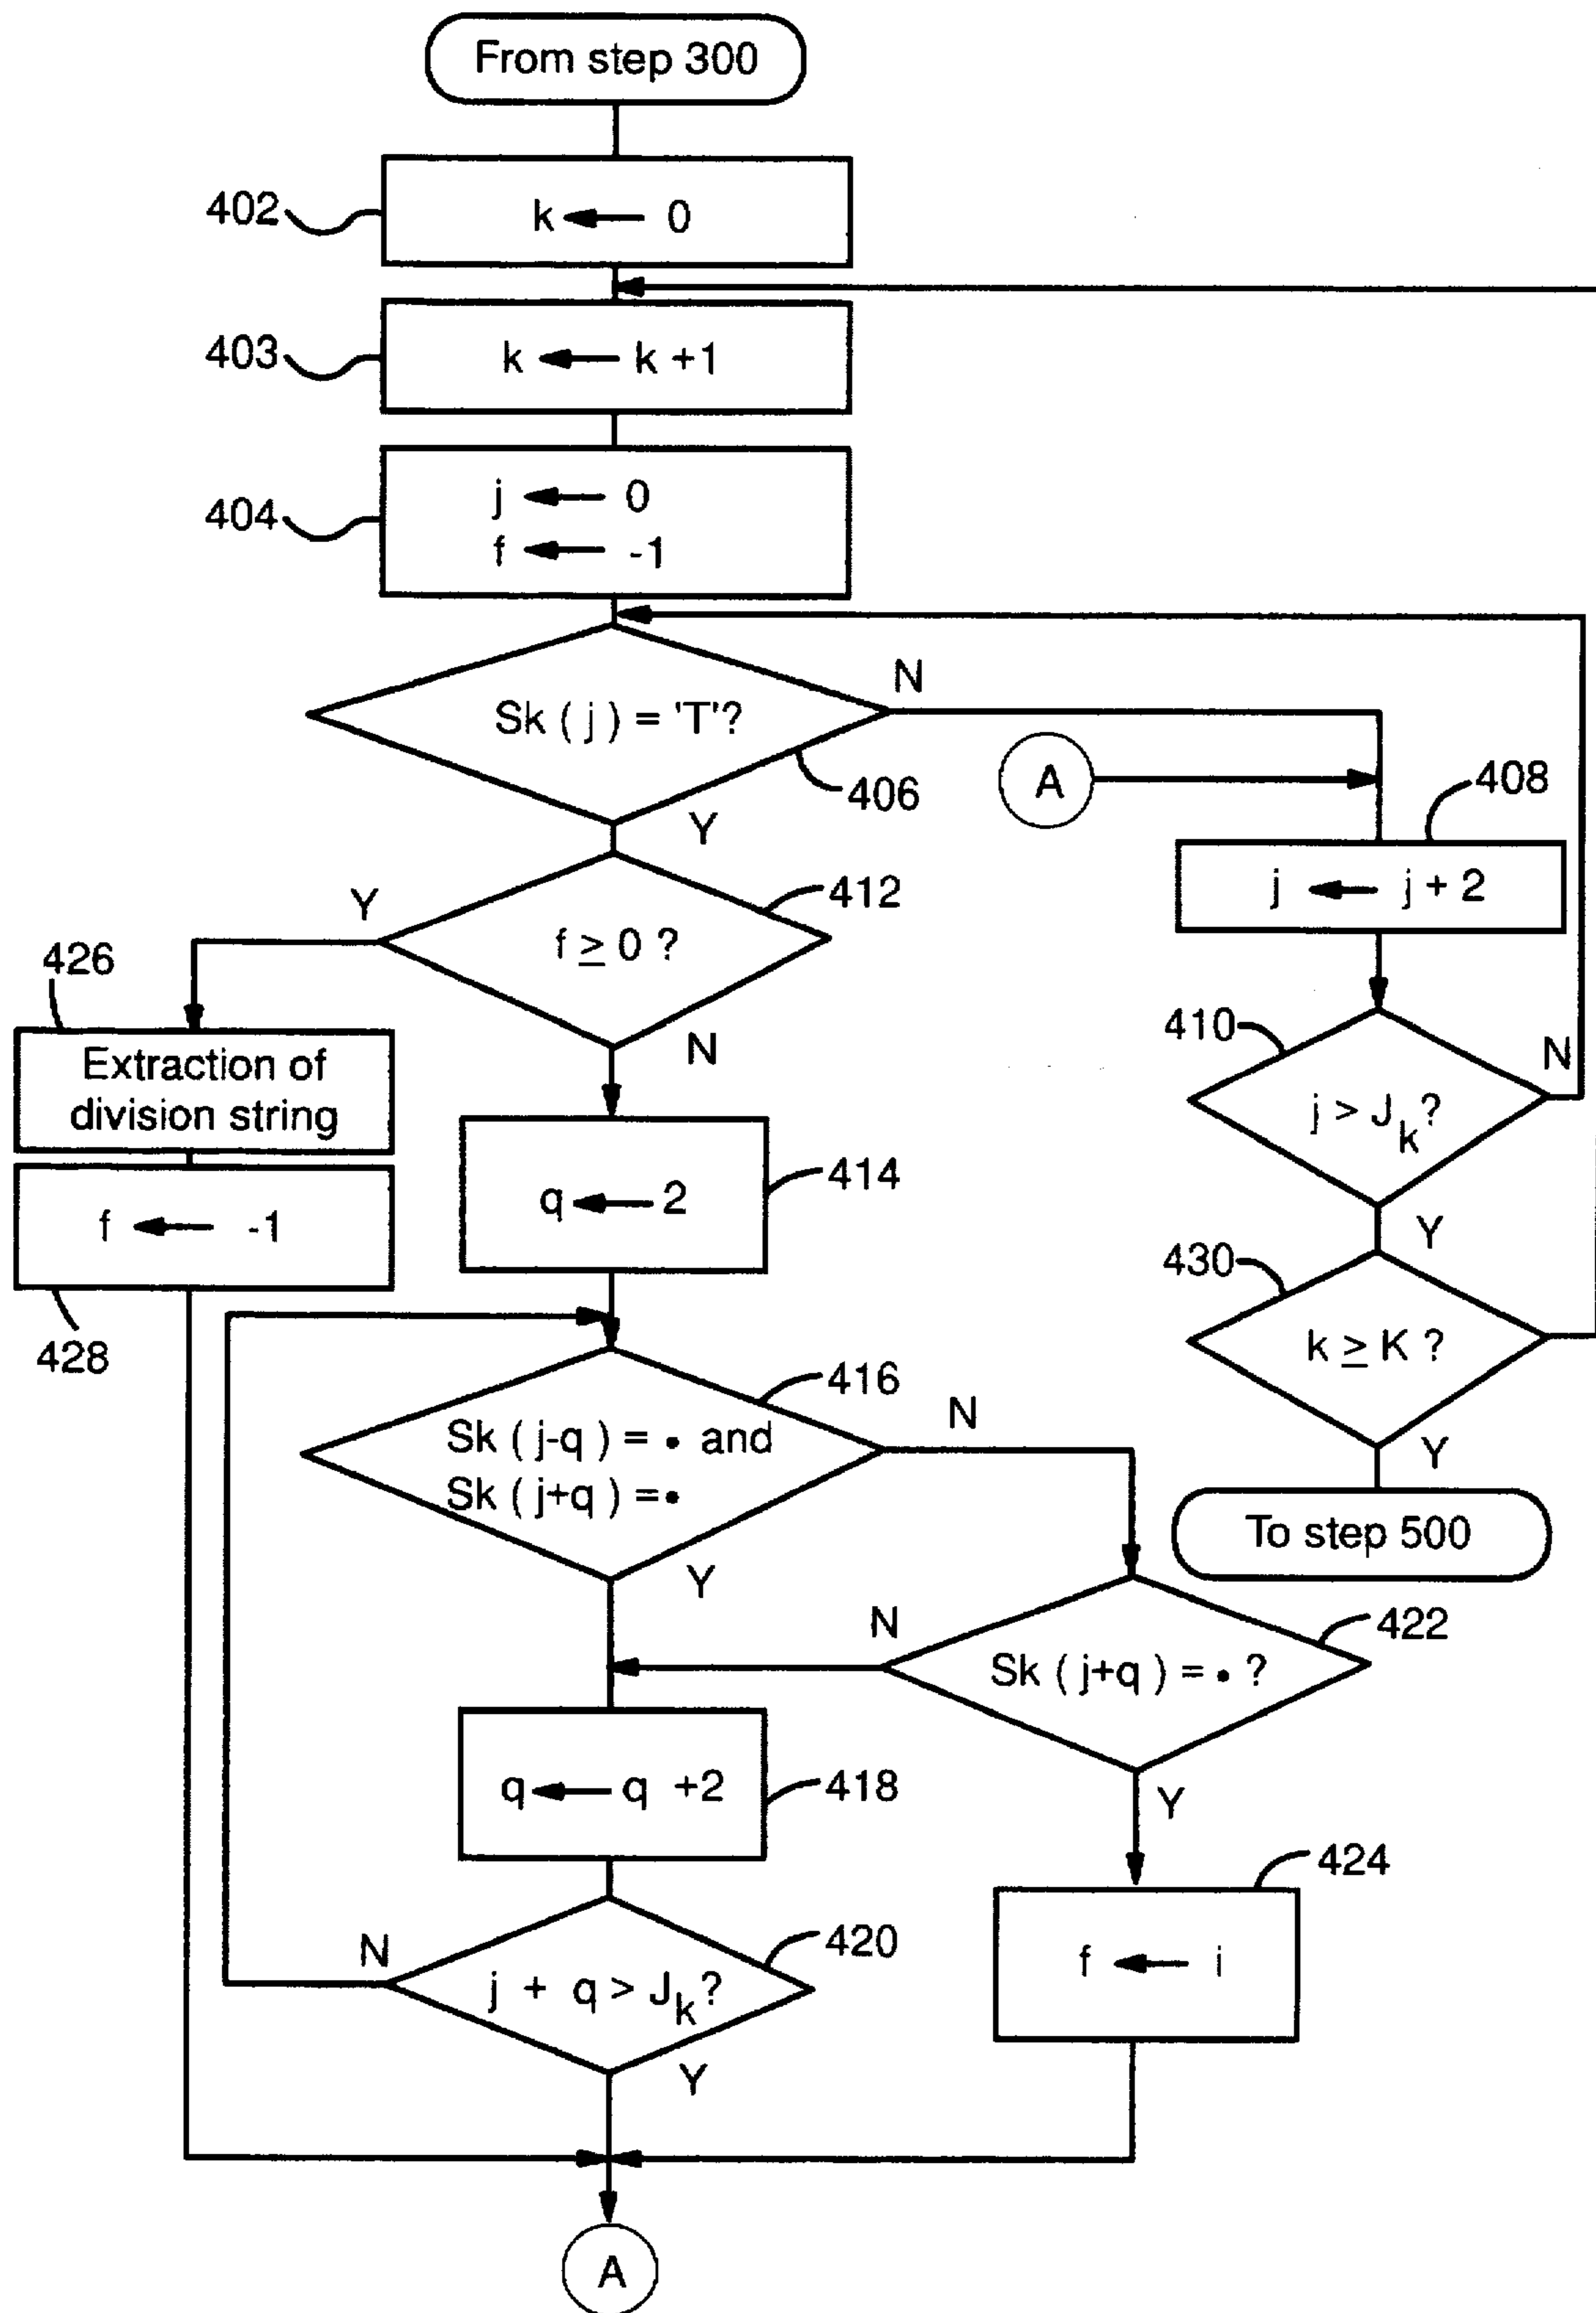 From step 300
402
k ← 0
403
k ← k +1
404
j ← 0
f ← -1
N
Sk ( j ) = 'T'?
406
A
408
Y
j ← j + 2
412
Y
f ≥ 0 ?
N
426
Extraction of
division string
410
N
j > J_k ?
Y
414
q ← 2
f ← -1
428
430
k ≥ K ?
Y
416
N
Sk ( j-q ) = • and
Sk ( j+q ) = •
Y
To step 500
N
422
Sk ( j+q ) = • ?
Y
q ← q +2
418
424
f ← i
N
420
j + q > J_k ?
Y
A